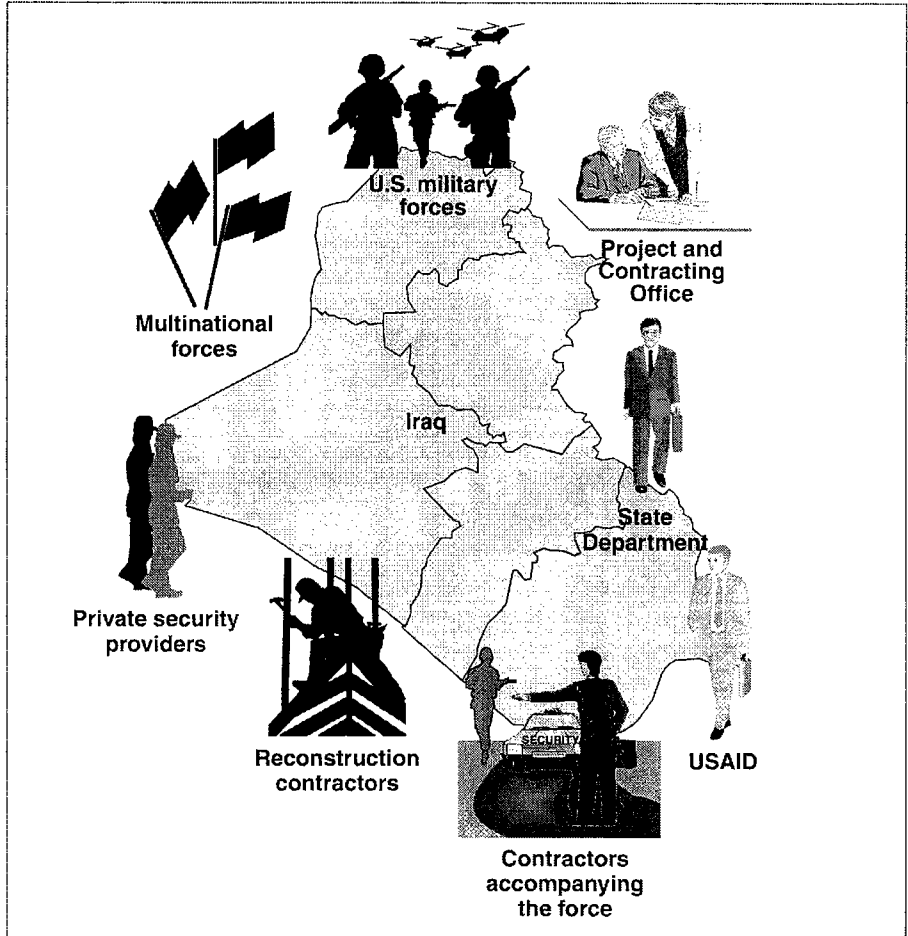 U.S. military
forces
Project and
Contracting
Office
Multinational
forces
Iraq
State
Department
Private security
providers
Reconstruction
contractors
SECURITY
USAID
Contractors
accompanying
the force